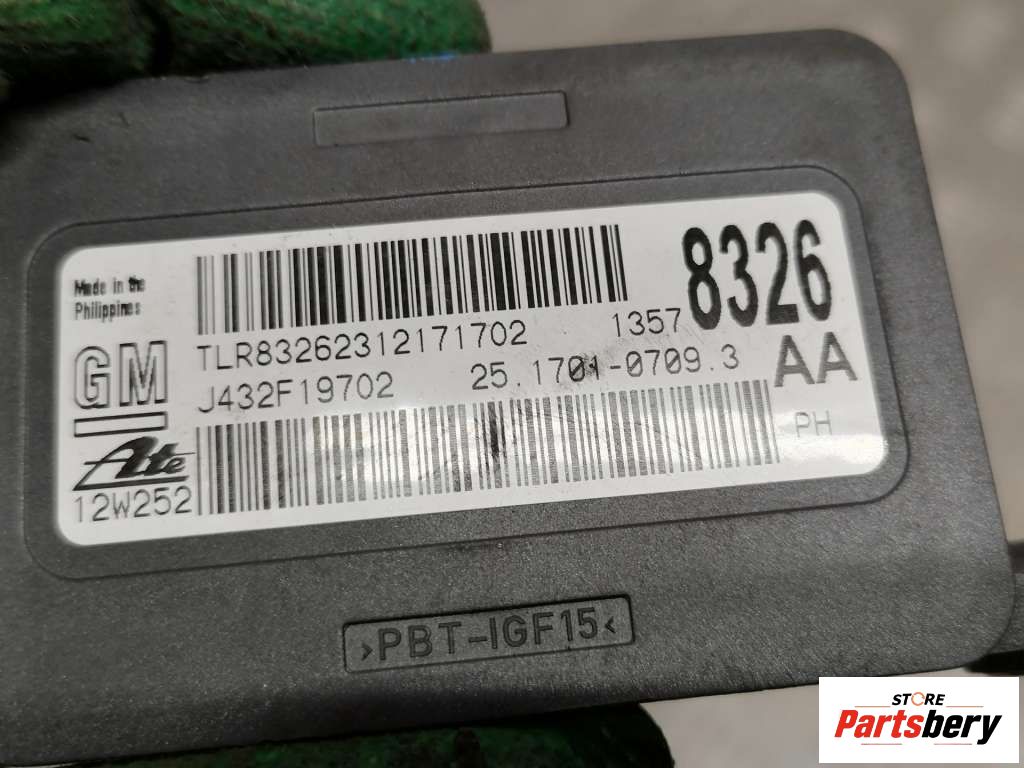 Made in the
Philippines
GM
Ate
12W252
TLR83262312171702
J432F19702
1357 8326
25.1701-0709.3
AA
PH
>PBT-IGF15<
STORE
Partsbery